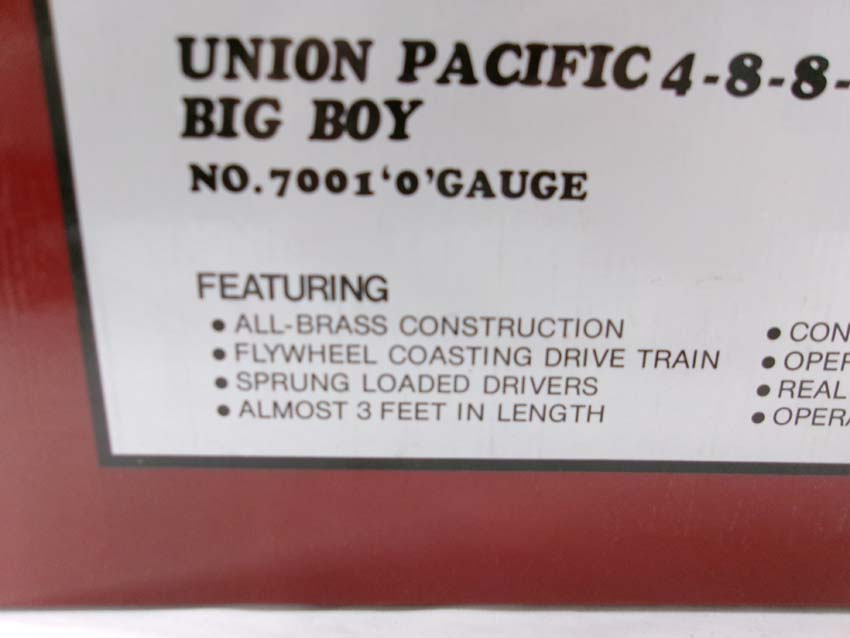 UNION PACIFIC 4-8-8-
BIG BOY
NO.7001 'O' GAUGE
FEATURING
• ALL-BRASS CONSTRUCTION
• FLYWHEEL COASTING DRIVE TRAIN
• SPRUNG LOADED DRIVERS
• ALMOST 3 FEET IN LENGTH
• CON
• OPER
• REAL
• OPERA